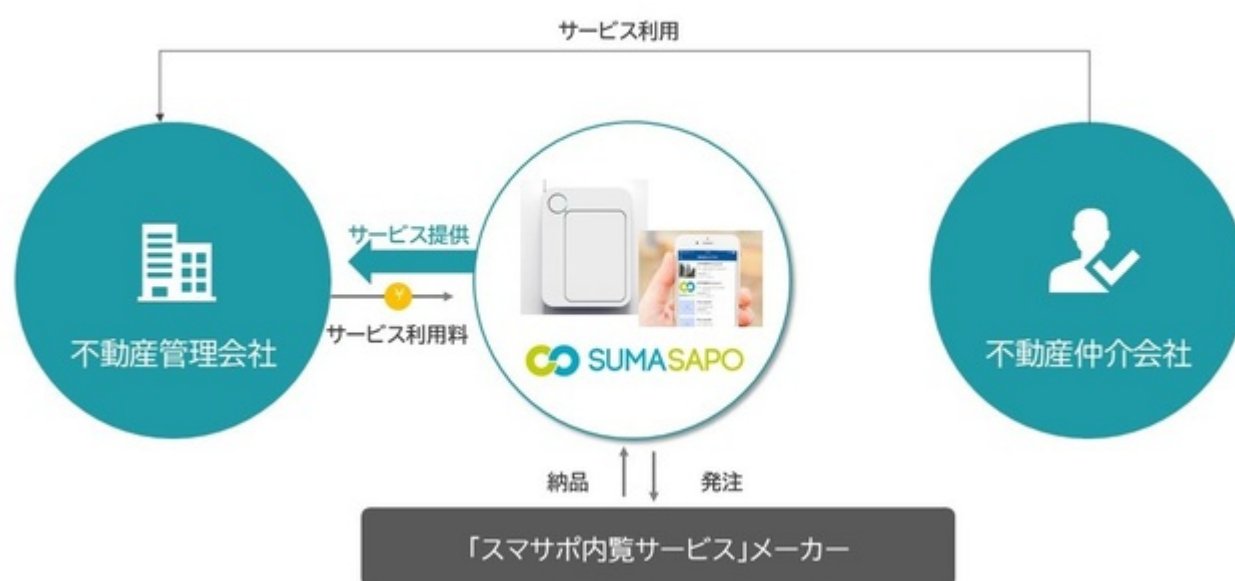 サービス利用
サービス提供
¥
サービス利用料
不動産管理会社
SUMASAPO
不動産仲介会社
納品
発注
「スマサポ内覧サービス」メーカー